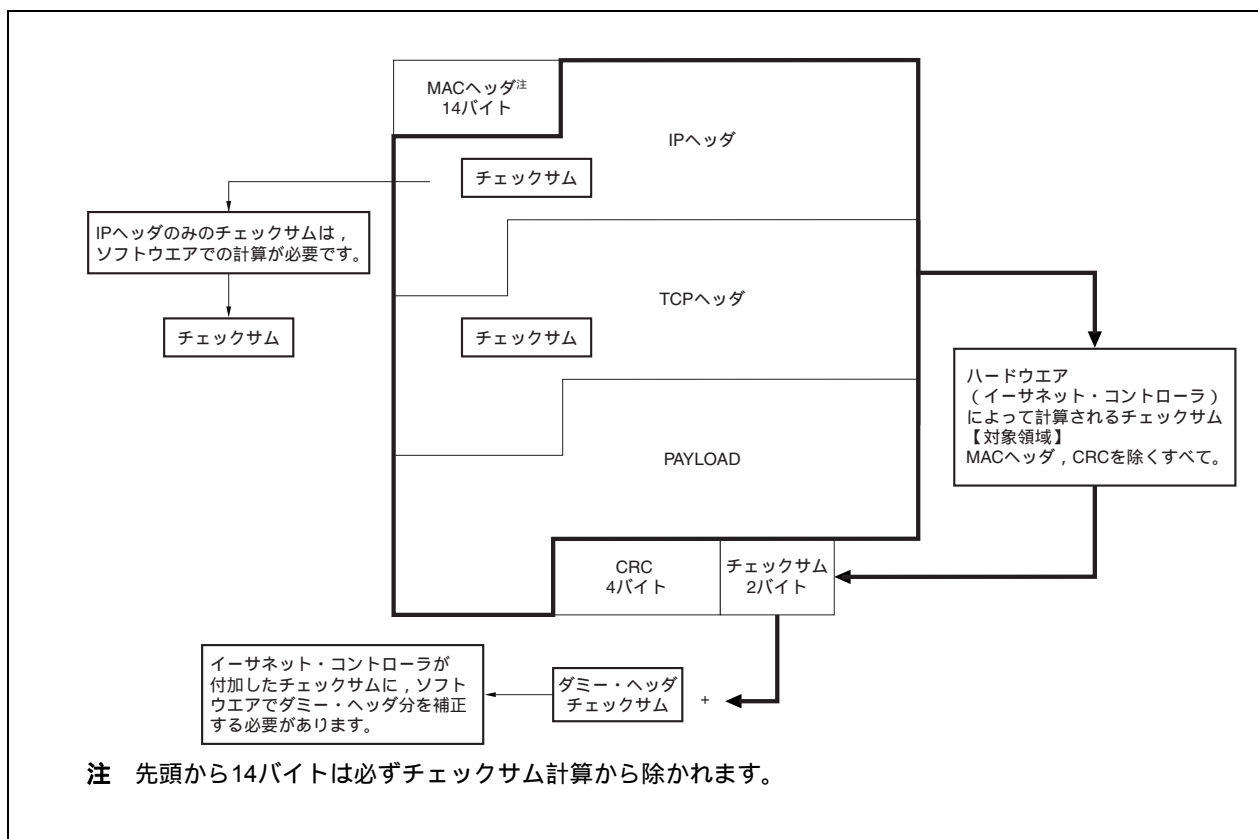 MACヘッダ注
14バイト
IPヘッダ
チェックサム
IPヘッダのみのチェックサムは，
ソフトウエアでの計算が必要です。
チェックサム
TCPヘッダ
チェックサム
ハードウエア
（イーサネット・コントローラ）
によって計算されるチェックサム
【対象領域】
MACヘッダ，CRCを除くすべて。
PAYLOAD
CRC
4バイト
チェックサム
2バイト
イーサネット・コントローラが
付加したチェックサムに，ソフト
ウエアでダミー・ヘッダ分を補正
する必要があります。
ダミー・ヘッダ
チェックサム
+
注　先頭から14バイトは必ずチェックサム計算から除かれます。